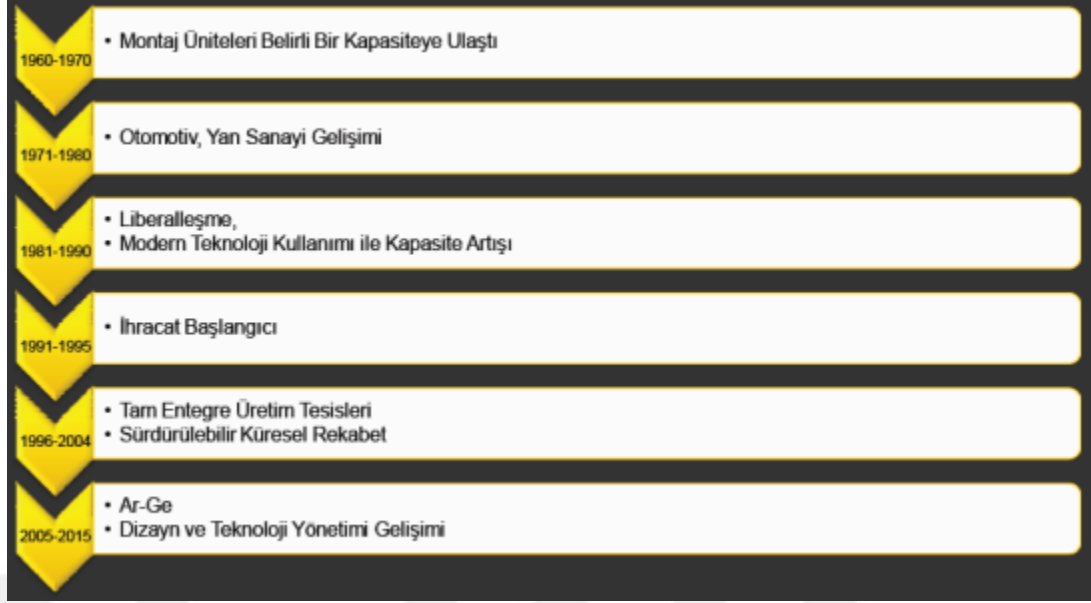 1960-1970
• Montaj Üniteleri Belirli Bir Kapasiteye Ulaştı
1971-1980
• Otomotiv, Yan Sanayi Gelişimi
1981-1990
• Liberalleşme,
• Modern Teknoloji Kullanımı ile Kapasite Artışı
1991-1995
• İhracat Başlangıcı
1996-2004
• Tam Entegre Üretim Tesisleri
• Sürdürülebilir Küresel Rekabet
2005-2015
• Ar-Ge
• Dizayn ve Teknoloji Yönetimi Gelişimi